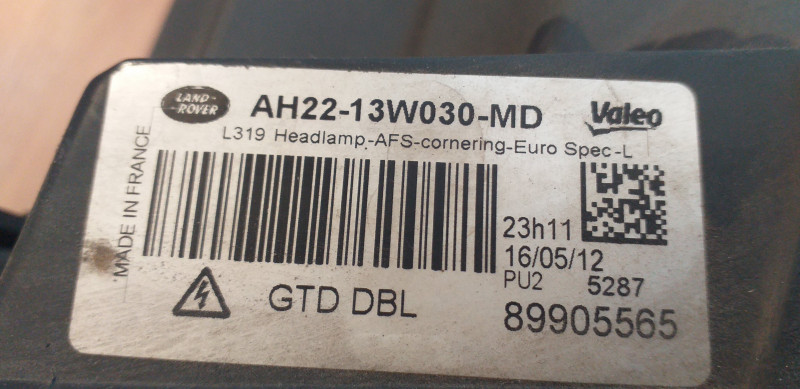 LAND-
ROVER
AH22-13W030-MD
Valeo
L319 Headlamp-AFS-cornering-Euro Spec-L
MADE IN FRANCE
23h11
16/05/12
PU2 5287
GTD DBL
89905565